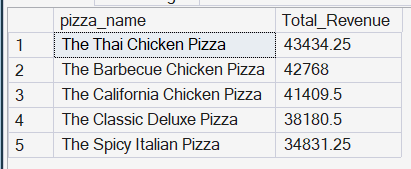 pizza_name Total_Revenue
1 The Thai Chicken Pizza 43434.25
2 The Barbecue Chicken Pizza 42768
3 The California Chicken Pizza 41409.5
4 The Classic Deluxe Pizza 38180.5
5 The Spicy Italian Pizza 34831.25